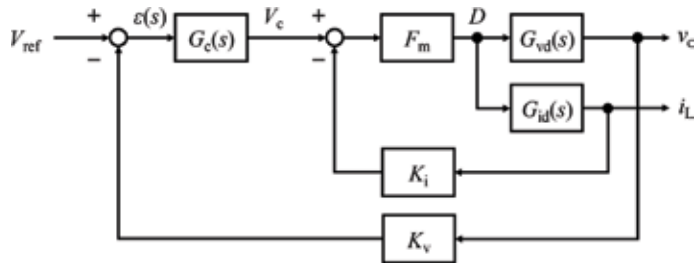 V_ref + − ε(s) G_c(s) V_c + − F_m D G_vd(s) v_c
G_id(s) i_L
K_i
K_v